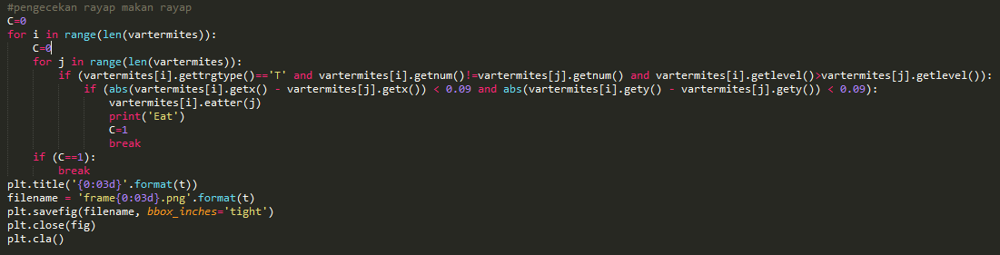 #pengecekan rayap makan rayap
C=0
for i in range(len(vartermites)):
    C=0
    for j in range(len(vartermites)):
        if (vartermites[i].gettrgtype()=='T' and vartermites[i].getnum()!=vartermites[j].getnum() and vartermites[i].getlevel()>vartermites[j].getlevel()):
            if (abs(vartermites[i].getx() - vartermites[j].getx()) < 0.09 and abs(vartermites[i].gety() - vartermites[j].gety()) < 0.09):
                vartermites[i].eatter(j)
                print('Eat')
                C=1
                break
    if (C==1):
        break
plt.title('{0:03d}'.format(t))
filename = 'frame{0:03d}.png'.format(t)
plt.savefig(filename, bbox_inches='tight')
plt.close(fig)
plt.cla()